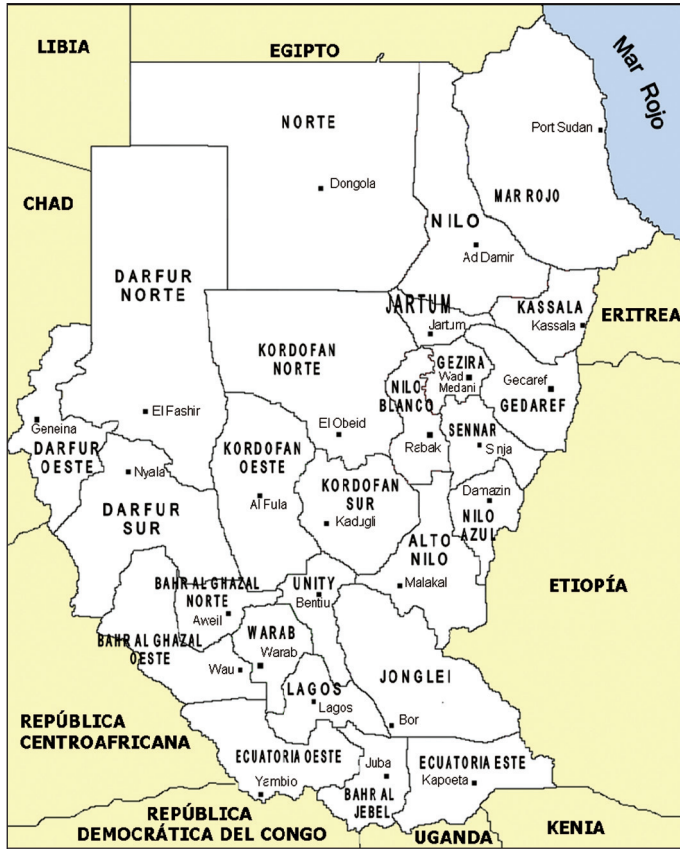 LIBIA
EGIPTO
Mar Rojo
NORTE
Port Sudan
Dongola
CHAD
MAR ROJO
NILO
Ad Damir
DARFUR
NORTE
JARTUM
Jartum
KASSALA
Kassala
ERITREA
KORDOFAN
NORTE
GEZIRA
Wad
Medani
Gecaref
GEDAREF
NILO
BLANCO
El Fashir
Geneina
El Obeid
Rabak
SENNAR
Sinja
DARFUR
OESTE
KORDOFAN
OESTE
Nyala
Al Fula
KORDOFAN
SUR
Kadugli
Damazin
NILO
AZUL
DARFUR
SUR
ALTO
NILO
Malakal
ETIOPÍA
BAHR AL GHAZAL
NORTE
Aweil
UNITY
Bentiu
BAHR AL GHAZAL
OESTE
Wau
WARAB
Warab
LAGOS
Lagos
JONGLEI
Bor
REPÚBLICA
CENTROAFRICANA
ECUATORIA OESTE
Yambio
Juba
BAHR AL
JEBEL
ECUATORIA ESTE
Kapoeta
REPÚBLICA
DEMOCRÁTICA DEL CONGO
UGANDA
KENIA